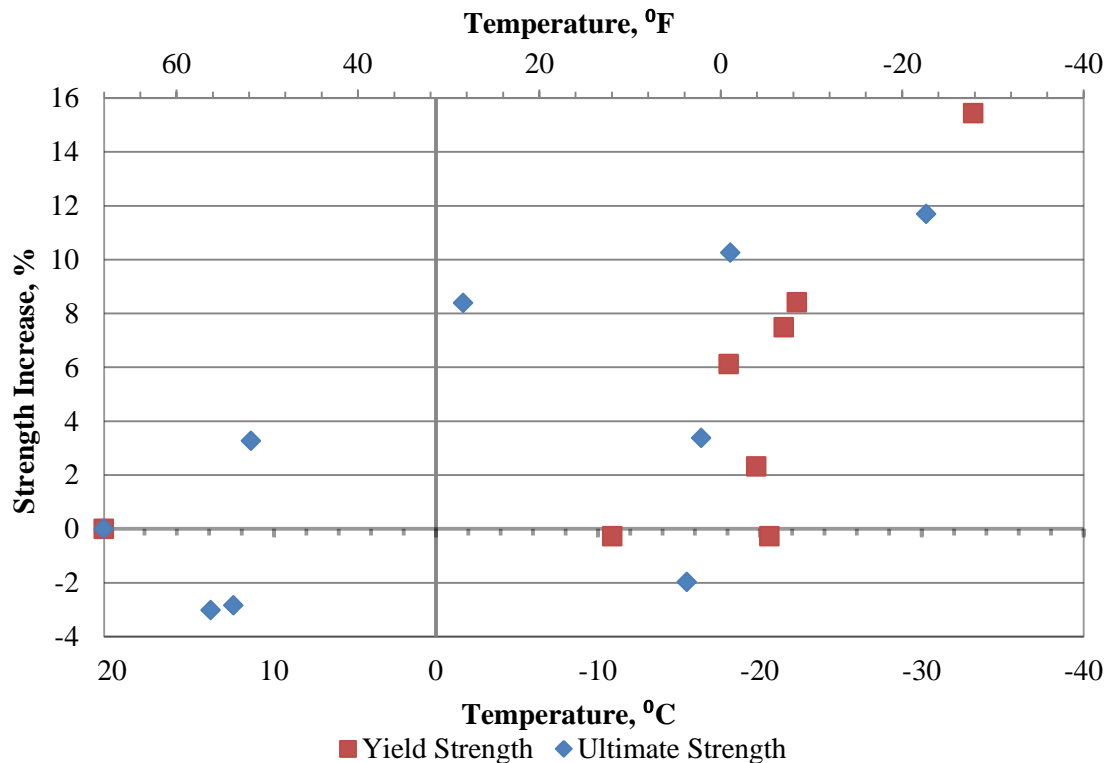 Temperature, ⁰F
60 40 20 0 -20 -40
16
14
12
10
8
6
4
2
0
-2
-4
Strength Increase, %
20 10 0 -10 -20 -30 -40
Temperature, ⁰C
Yield Strength Ultimate Strength